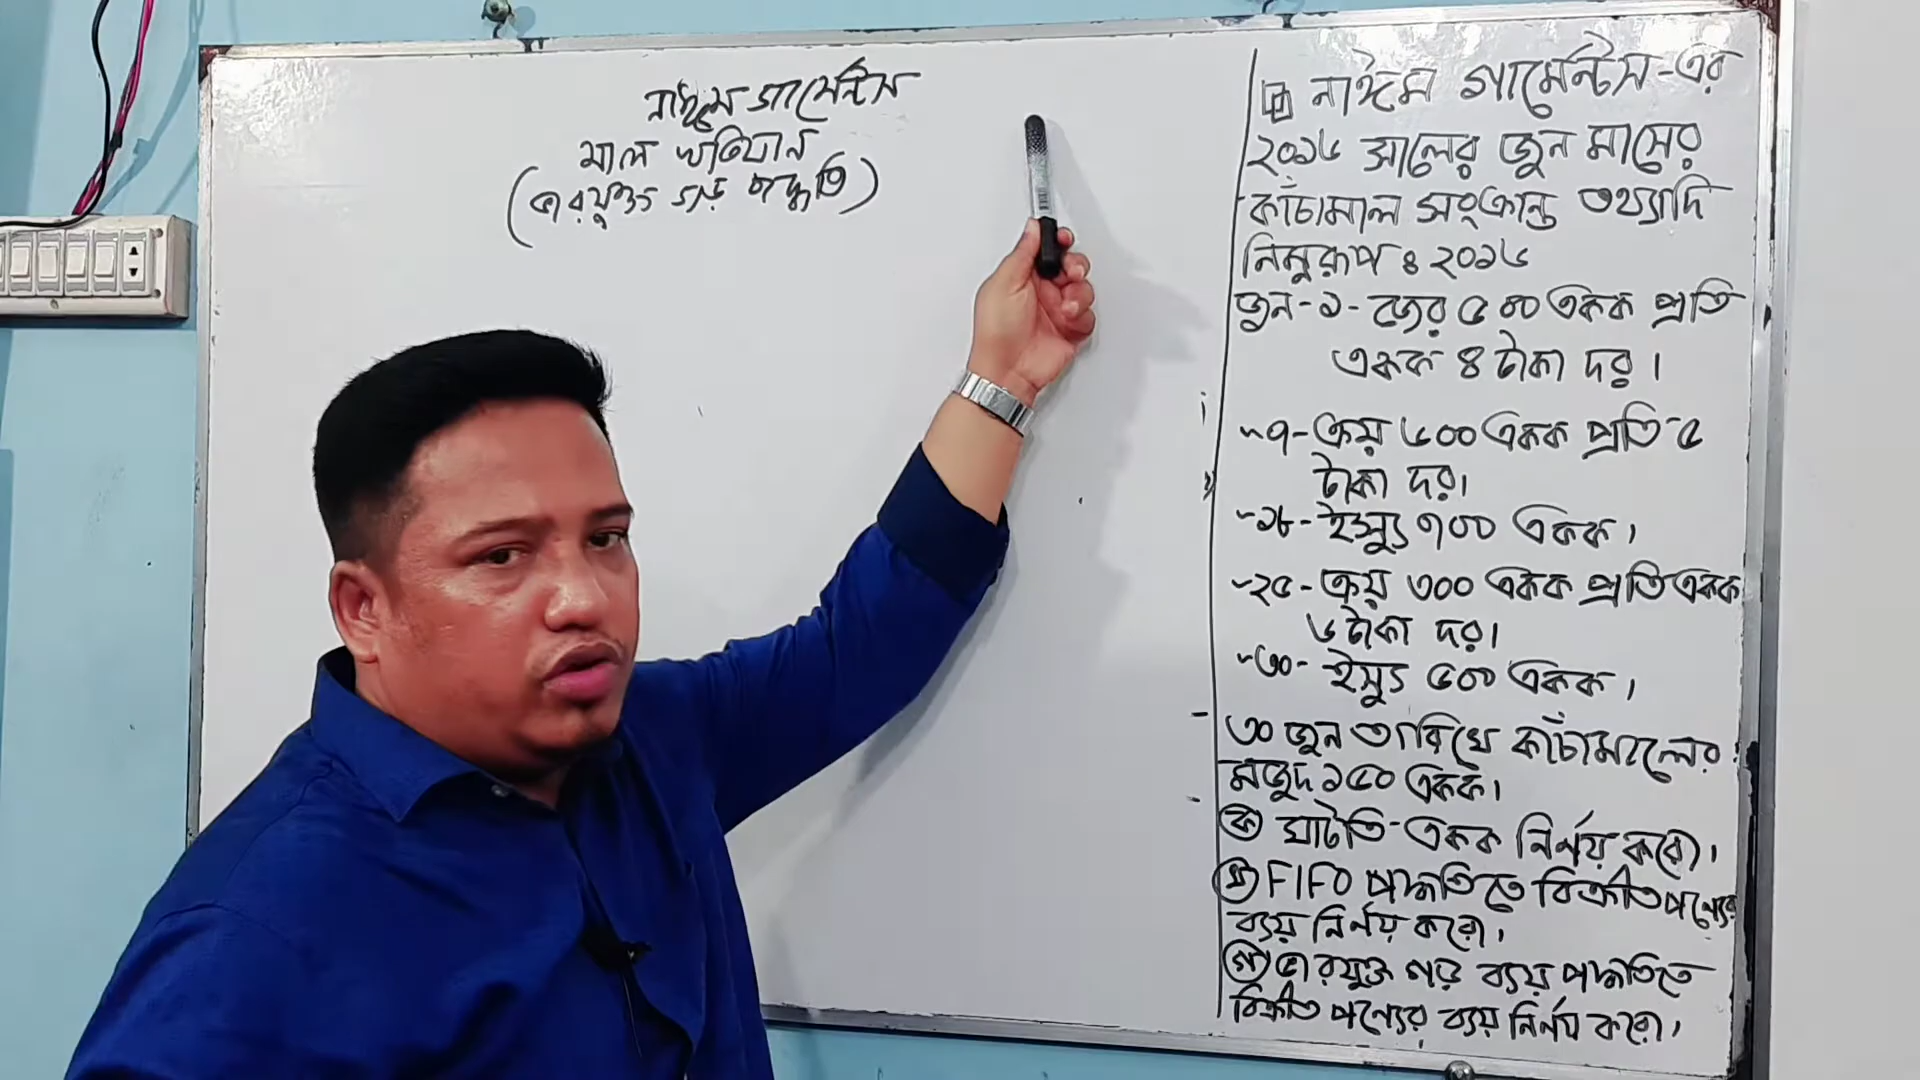 নাঈম গার্মেন্টস
মাল খতিয়ান
(ভারযুক্ত গড় পদ্ধতি)
নাঈম গার্মেন্টস-এর
২০১৬ সালের জুন মাসের
কাঁচামাল সংক্রান্ত তথ্যাদি
নিম্নরূপ ঃ ২০১৬
জুন-১- জের ৫০০ একক প্রতি
একক ৪ টাকা দর।
~৭- ক্রয় ৬০০ একক প্রতি ৫
টাকা দর।
~১৮- ইস্যু ৭০০ একক।
~২৫- ক্রয় ৩০০ একক প্রতি একক
৬ টাকা দর।
~৩০- ইস্যু ৫০০ একক।
৩০ জুন তারিখে কাঁচামালের
মজুদ ১৫০ একক।
ক ঘাটতি একক নির্ণয় করো।
খ FIFO পদ্ধতিতে বিক্রীত পণ্যের
ব্যয় নির্ণয় করো।
গ ভারযুক্ত গড় ব্যয় পদ্ধতিতে
বিক্রীত পণ্যের ব্যয় নির্ণয় করো।